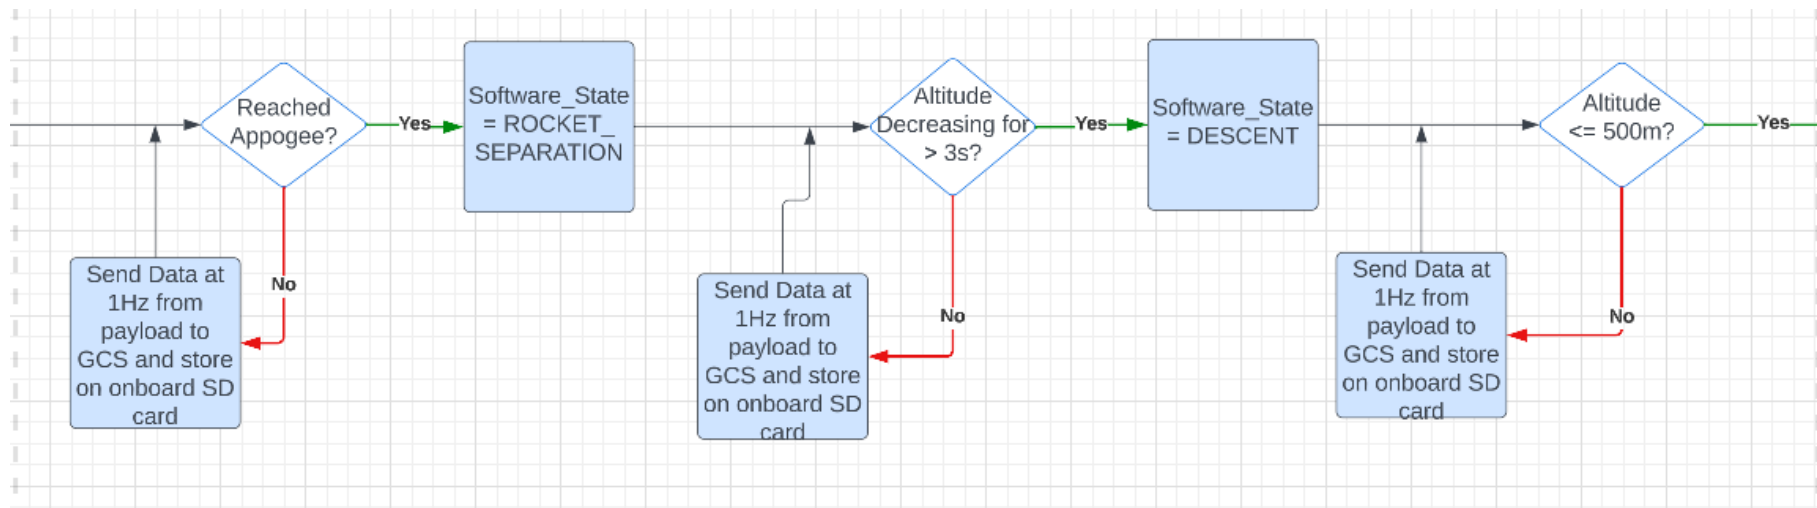 Reached
Appogee?
Yes
Software_State
= ROCKET_
SEPARATION
Altitude
Decreasing for
> 3s?
Yes
Software_State
= DESCENT
Altitude
<= 500m?
Yes
No
Send Data at
1Hz from
payload to
GCS and store
on onboard SD
card
No
Send Data at
1Hz from
payload to
GCS and store
on onboard SD
card
No
Send Data at
1Hz from
payload to
GCS and store
on onboard SD
card